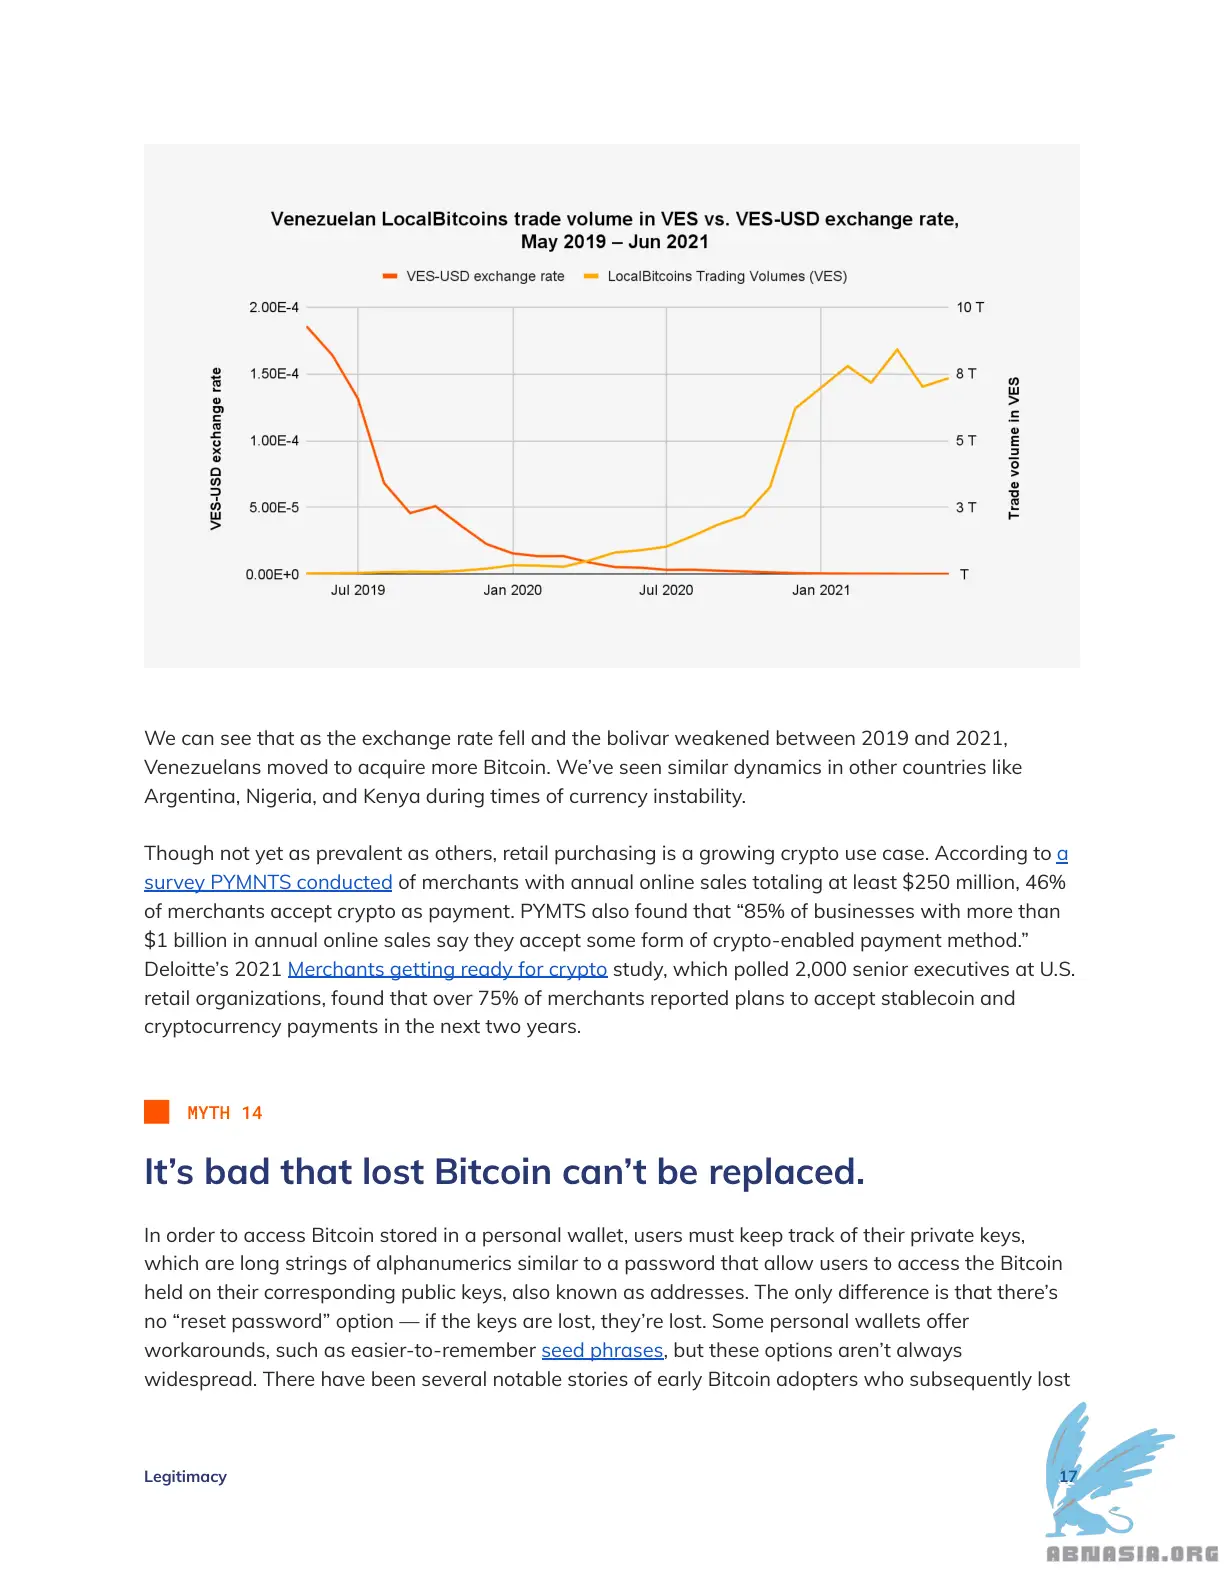 Venezuelan LocalBitcoins trade volume in VES vs. VES-USD exchange rate,
May 2019 – Jun 2021
VES-USD exchange rate LocalBitcoins Trading Volumes (VES)
2.00E-4 10 T
1.50E-4 8 T
1.00E-4 5 T
5.00E-5 3 T
0.00E+0 T
VES-USD exchange rate
Trade volume in VES
Jul 2019 Jan 2020 Jul 2020 Jan 2021
We can see that as the exchange rate fell and the bolivar weakened between 2019 and 2021,
Venezuelans moved to acquire more Bitcoin. We’ve seen similar dynamics in other countries like
Argentina, Nigeria, and Kenya during times of currency instability.
Though not yet as prevalent as others, retail purchasing is a growing crypto use case. According to a
survey PYMNTS conducted of merchants with annual online sales totaling at least $250 million, 46%
of merchants accept crypto as payment. PYMTS also found that “85% of businesses with more than
$1 billion in annual online sales say they accept some form of crypto-enabled payment method.”
Deloitte’s 2021 Merchants getting ready for crypto study, which polled 2,000 senior executives at U.S.
retail organizations, found that over 75% of merchants reported plans to accept stablecoin and
cryptocurrency payments in the next two years.
MYTH 14
It’s bad that lost Bitcoin can’t be replaced.
In order to access Bitcoin stored in a personal wallet, users must keep track of their private keys,
which are long strings of alphanumerics similar to a password that allow users to access the Bitcoin
held on their corresponding public keys, also known as addresses. The only difference is that there’s
no “reset password” option — if the keys are lost, they’re lost. Some personal wallets offer
workarounds, such as easier-to-remember seed phrases, but these options aren’t always
widespread. There have been several notable stories of early Bitcoin adopters who subsequently lost
Legitimacy 17
ABNASIA.ORG